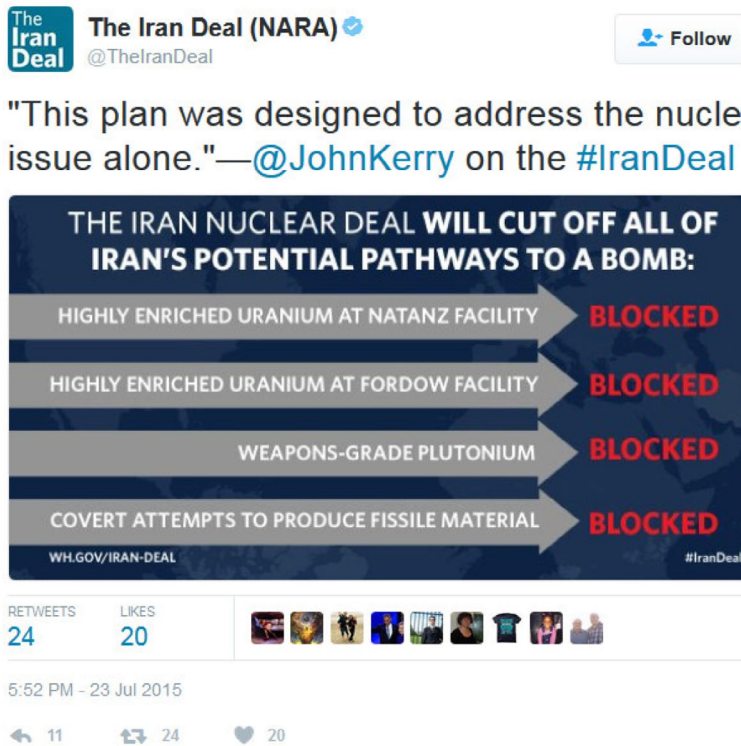 The
Iran
Deal
The Iran Deal (NARA)
@TheIranDeal
Follow
"This plan was designed to address the nucle
issue alone."—@JohnKerry on the #IranDeal
THE IRAN NUCLEAR DEAL WILL CUT OFF ALL OF
IRAN'S POTENTIAL PATHWAYS TO A BOMB:
HIGHLY ENRICHED URANIUM AT NATANZ FACILITY BLOCKED
HIGHLY ENRICHED URANIUM AT FORDOW FACILITY BLOCKED
WEAPONS-GRADE PLUTONIUM BLOCKED
COVERT ATTEMPTS TO PRODUCE FISSILE MATERIAL BLOCKED
WH.GOV/IRAN-DEAL #IranDeal
RETWEETS LIKES
24 20
5:52 PM - 23 Jul 2015
11 24 20